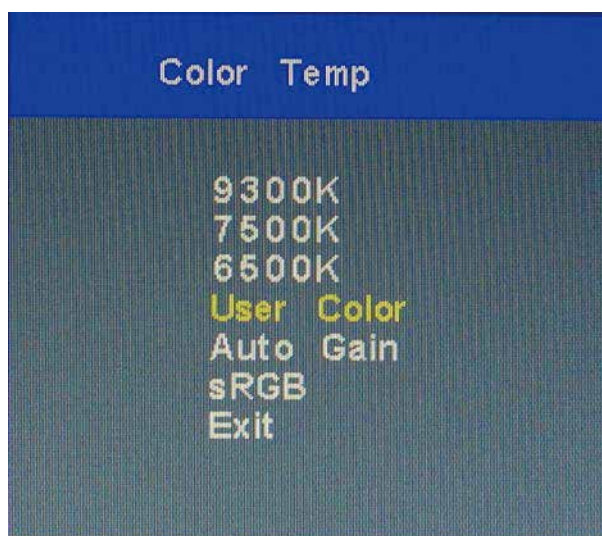 Color Temp
9300K
7500K
6500K
User Color
Auto Gain
sRGB
Exit